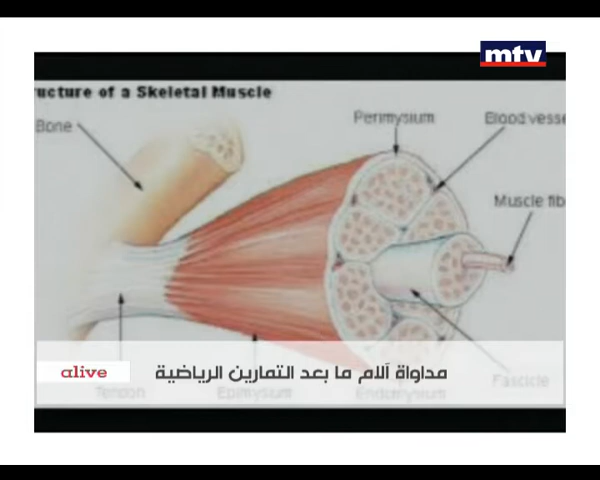 mtv
ucture of a Skeletal Muscle
Bone
Perimysium
Blood vesse
Muscle fib
alive
مداواة آلام ما بعد التمارين الرياضية
Tendon
Epimysium
Endomysium
Fascicle